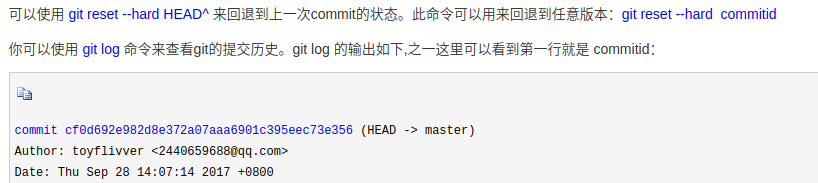 可以使用 git reset --hard HEAD^ 来回退到上一次commit的状态。此命令可以用来回退到任意版本：git reset --hard  commitid
你可以使用 git log 命令来查看git的提交历史。git log 的输出如下,之一这里可以看到第一行就是 commitid：
commit cf0d692e982d8e372a07aaa6901c395eec73e356 (HEAD -> master)
Author: toyflivver <2440659688@qq.com>
Date: Thu Sep 28 14:07:14 2017 +0800